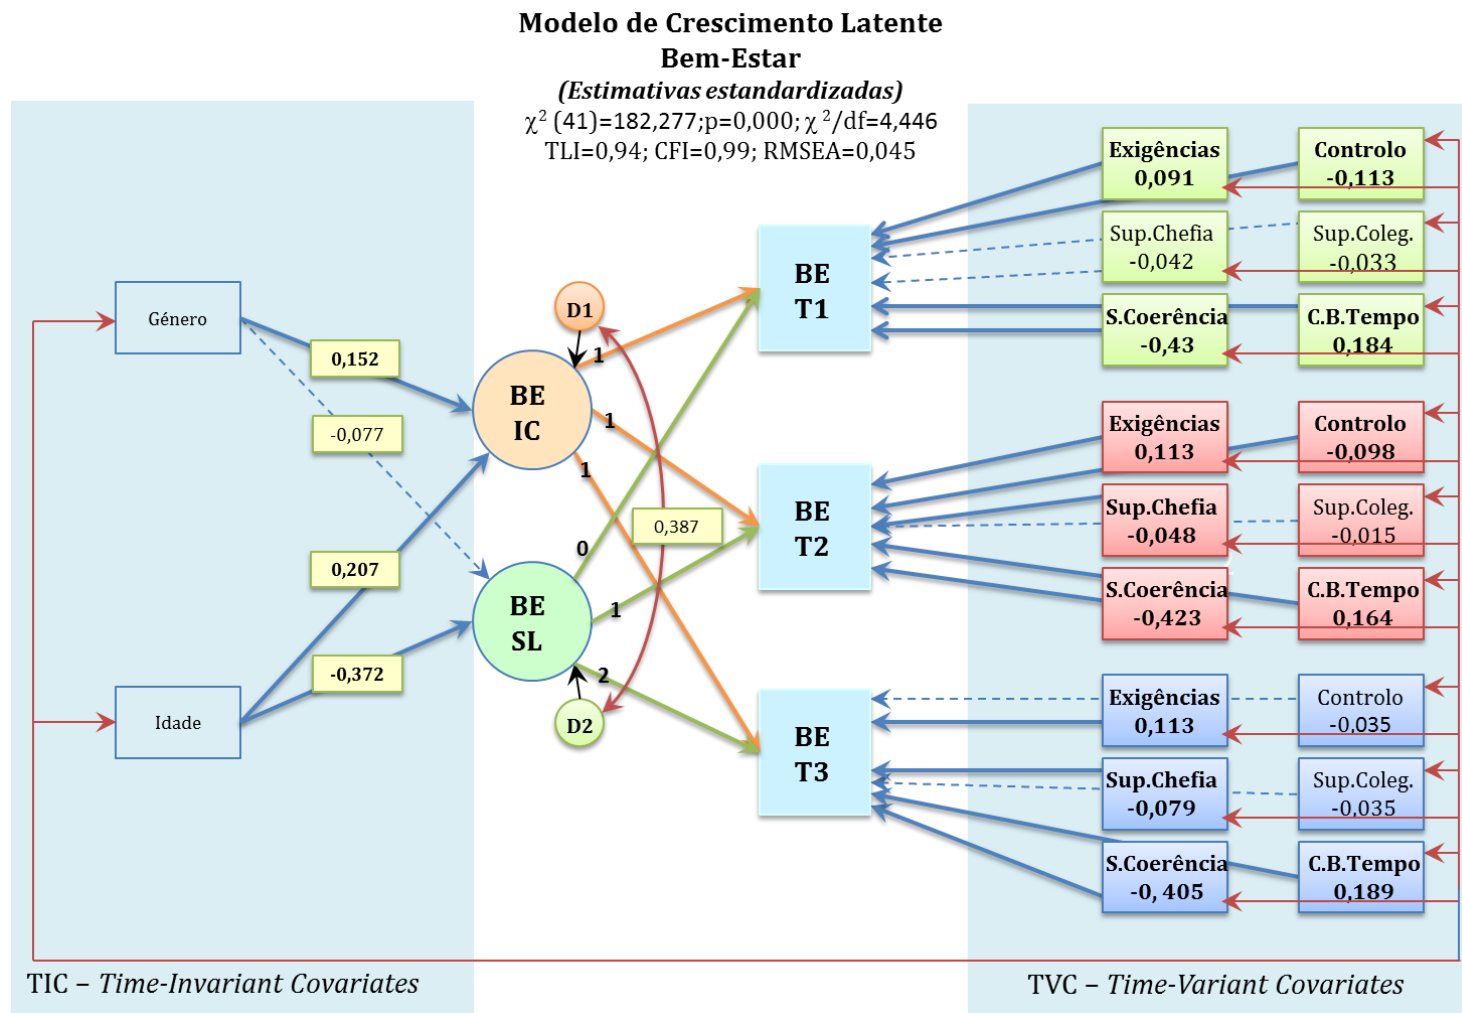 Modelo de Crescimento Latente
Bem-Estar
(Estimativas estandardizadas)
χ² (41)=182,277;p=0,000; χ ²/df=4,446
TLI=0,94; CFI=0,99; RMSEA=0,045
Género
Idade
0,152
-0,077
0,207
-0,372
D1
BE
IC
BE
SL
D2
1
1
1
0
1
2
0,387
BE
T1
BE
T2
BE
T3
Exigências
0,091
Controlo
-0,113
Sup.Chefia
-0,042
Sup.Coleg.
-0,033
S.Coerência
-0,43
C.B.Tempo
0,184
Exigências
0,113
Controlo
-0,098
Sup.Chefia
-0,048
Sup.Coleg.
-0,015
S.Coerência
-0,423
C.B.Tempo
0,164
Exigências
0,113
Controlo
-0,035
Sup.Chefia
-0,079
Sup.Coleg.
-0,035
S.Coerência
-0, 405
C.B.Tempo
0,189
TIC – Time-Invariant Covariates
TVC – Time-Variant Covariates